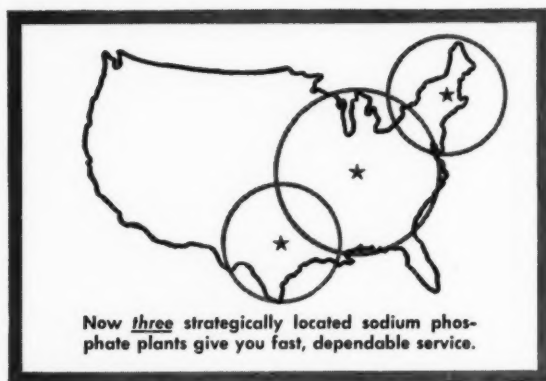 Now three strategically located sodium phos-
phate plants give you fast, dependable service.